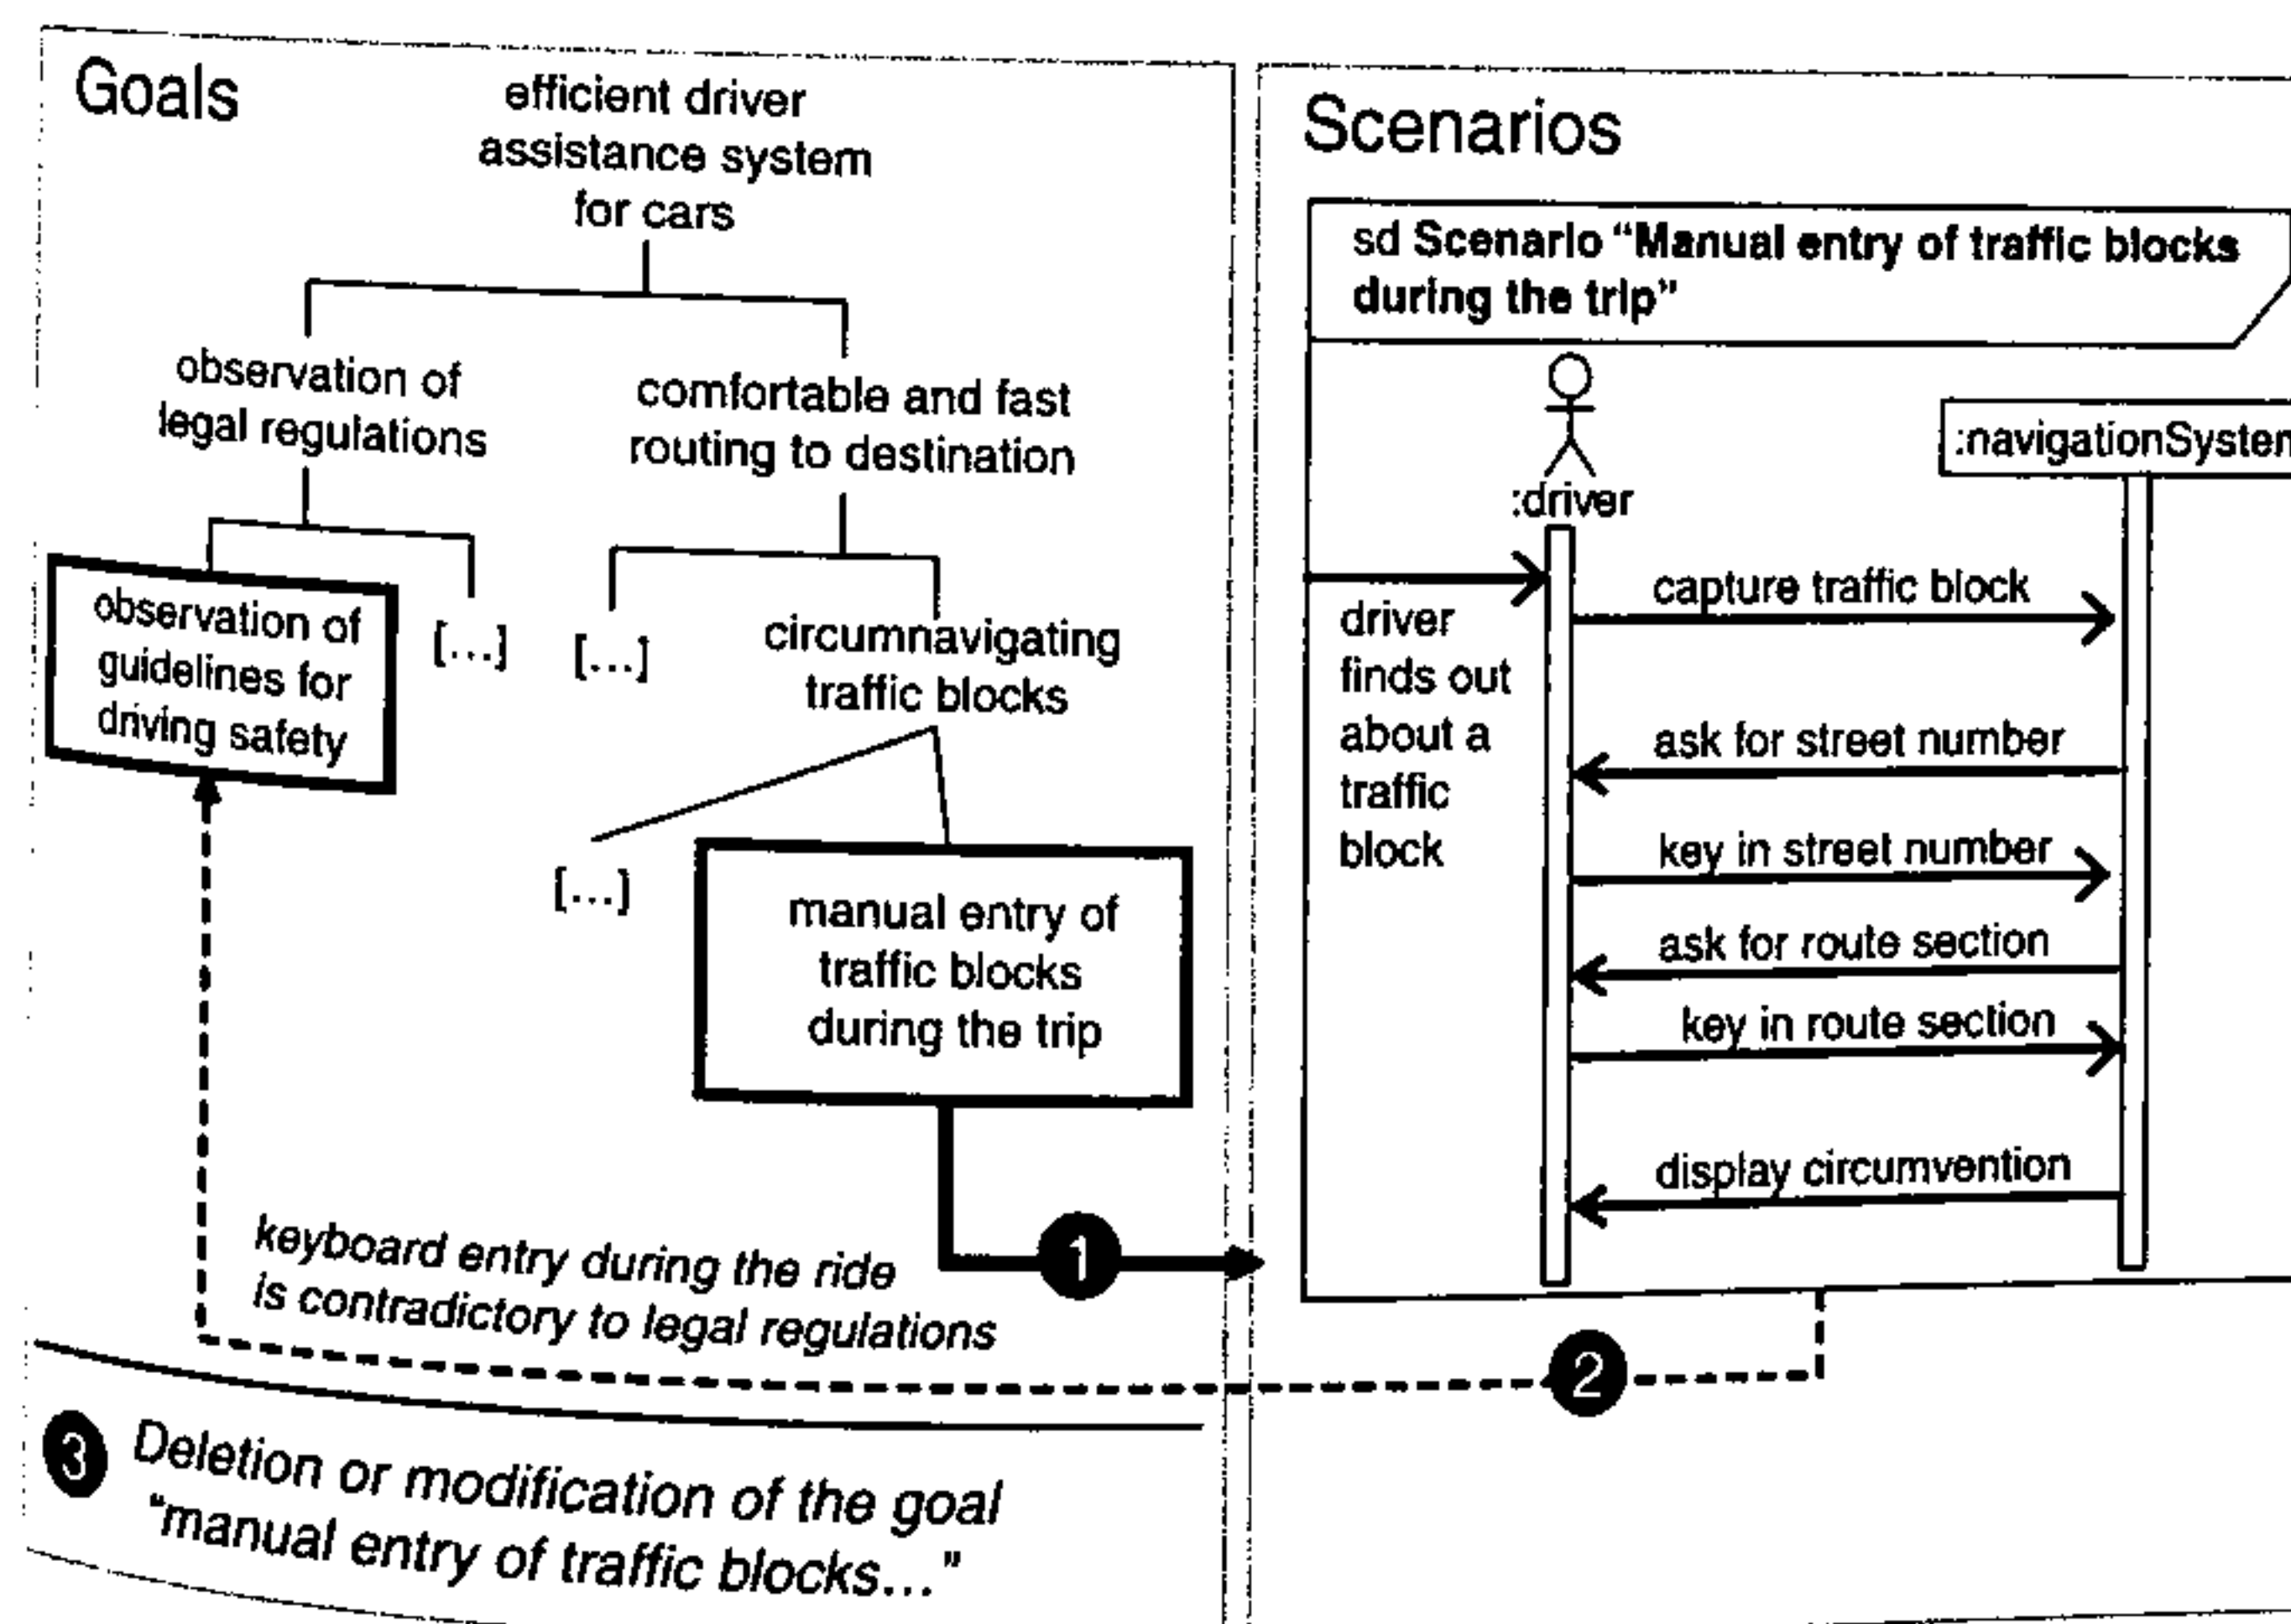 Goals
efficient driver
assistance system
for cars
observation of
legal regulations
comfortable and fast
routing to destination
observation of
guidelines for
driving safety
[...]
[...]
circumnavigating
traffic blocks
[...]
manual entry of
traffic blocks
during the trip
1
keyboard entry during the ride
is contradictory to legal regulations
3 Deletion or modification of the goal
"manual entry of traffic blocks..."
Scenarios
sd Scenario "Manual entry of traffic blocks
during the trip"
:driver
:navigationSystem
driver
finds out
about a
traffic
block
capture traffic block
ask for street number
key in street number
ask for route section
key in route section
display circumvention
2